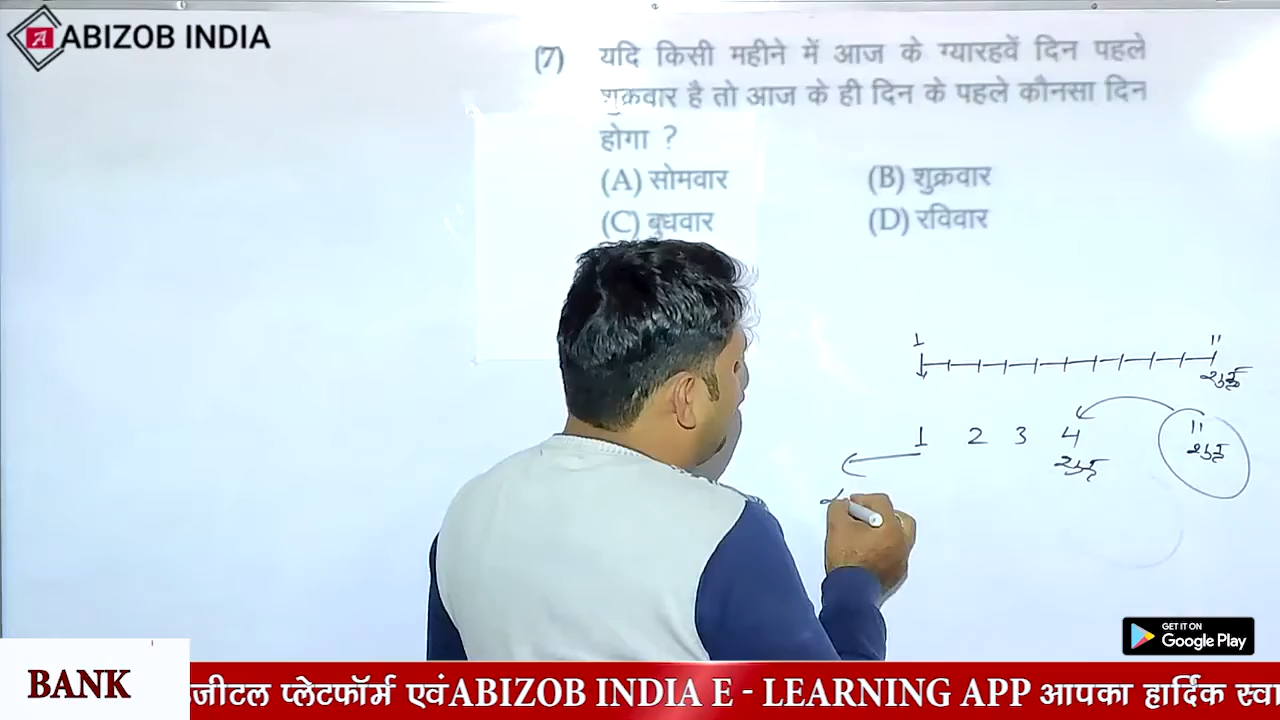 ABIZOB INDIA
(7) यदि किसी महीने में आज के ग्यारहवें दिन पहले
शुक्रवार है तो आज के ही दिन के पहले कौनसा दिन
होगा ?
(A) सोमवार (B) शुक्रवार
(C) बुधवार (D) रविवार
1 11
शुक्र
1 2 3 4 11
शुक्र शुक्र
GET IT ON
Google Play
BANK
जीटल प्लेटफॉर्म एवं ABIZOB INDIA E - LEARNING APP आपका हार्दिक स्वा